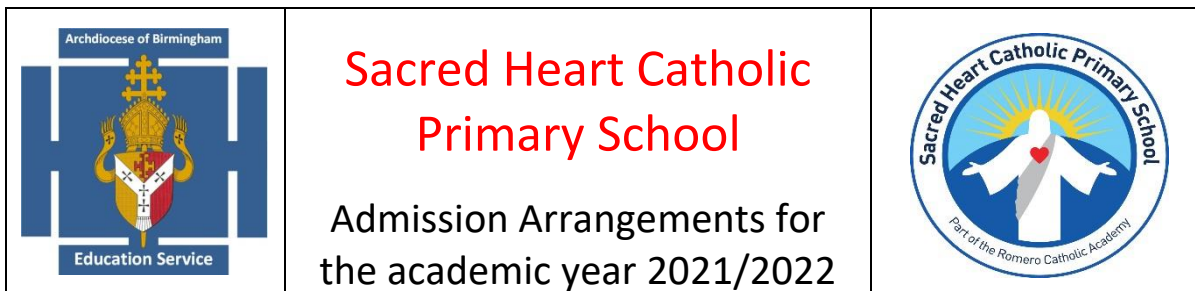 Archdiocese of Birmingham
Education Service
Sacred Heart Catholic
Primary School
Admission Arrangements for
the academic year 2021/2022
Sacred Heart Catholic Primary School
Part of the Romero Catholic Academy